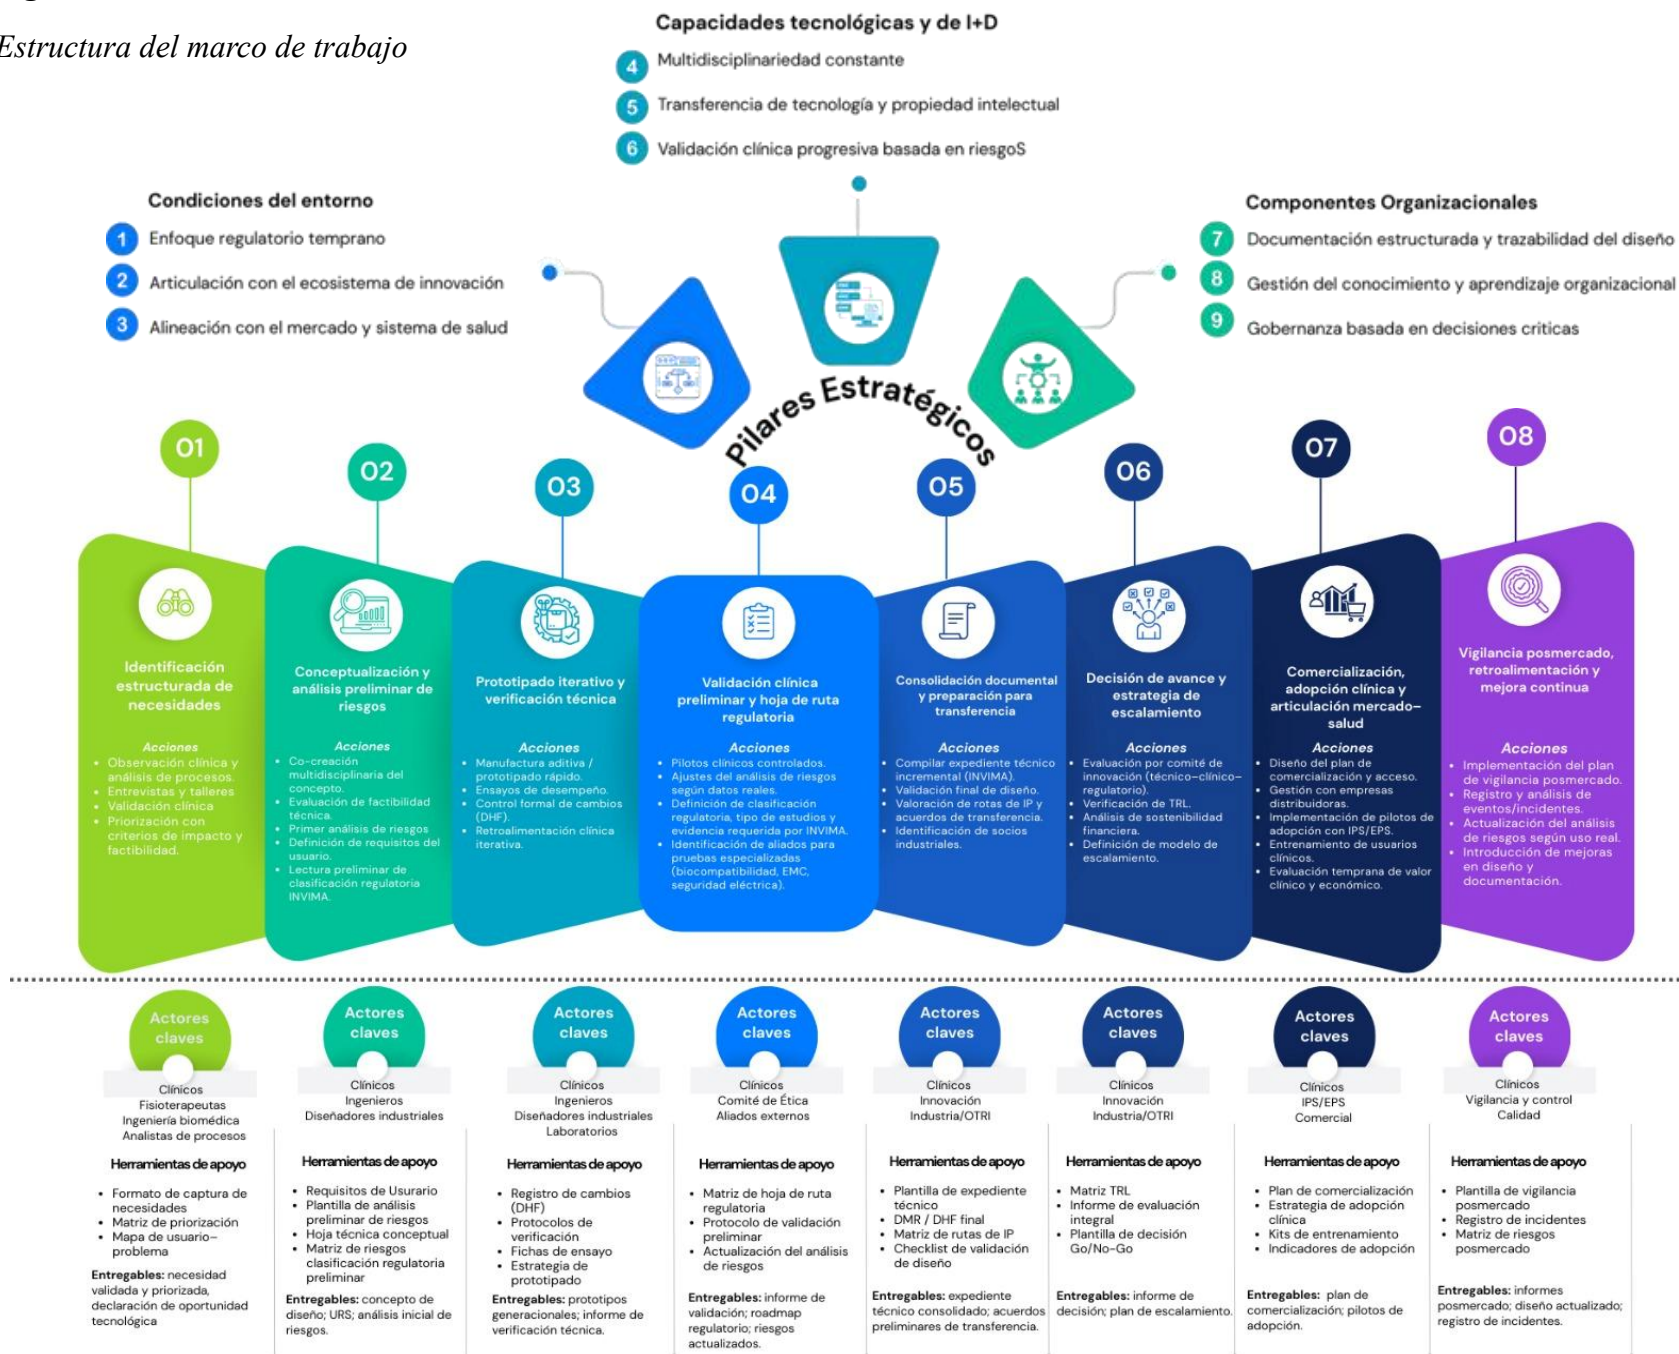 Estructura del marco de trabajo
Capacidades tecnológicas y de I+D
4 Multidisciplinariedad constante
5 Transferencia de tecnología y propiedad intelectual
6 Validación clínica progresiva basada en riesgoS
Condiciones del entorno
1 Enfoque regulatorio temprano
2 Articulación con el ecosistema de innovación
3 Alineación con el mercado y sistema de salud
Componentes Organizacionales
7 Documentación estructurada y trazabilidad del diseño
8 Gestión del conocimiento y aprendizaje organizacional
9 Gobernanza basada en decisiones criticas
Pilares Estratégicos
01
Identificación
estructurada de
necesidades
Acciones
• Observación clínica y
análisis de procesos.
• Entrevistas y talleres
• Validación clínica
• Priorización con
criterios de impacto y
factibilidad.
02
Conceptualización y
análisis preliminar de
riesgos
Acciones
• Co-creación
multidisciplinaria del
concepto.
• Evaluación de factibilidad
técnica.
• Primer análisis de riesgos
• Definición de requisitos del
usuario.
• Lectura preliminar de
clasificación regulatoria
INVIMA.
03
Prototipado iterativo y
verificación técnica
Acciones
• Manufactura aditiva /
prototipado rápido.
• Ensayos de desempeño.
• Control formal de cambios
(DHF).
• Retroalimentación clínica
iterativa.
04
Validación clínica
preliminar y hoja de ruta
regulatoria
Acciones
• Pilotos clínicos controlados.
• Ajustes del análisis de riesgos
según datos reales.
• Definición de clasificación
regulatoria, tipo de estudios y
evidencia requerida por INVIMA.
• Identificación de aliados para
pruebas especializadas
(biocompatibilidad, EMC,
seguridad eléctrica).
05
Consolidación documental
y preparación para
transferencia
Acciones
• Compilar expediente técnico
incremental (INVIMA).
• Validación final de diseño.
• Valoración de rotas de IP y
acuerdos de transferencia.
• Identificación de socios
industriales.
06
Decisión de avance y
estrategia de
escalamiento
Acciones
• Evaluación por comité de
innovación (técnico–clínico–
regulatorio).
• Verificación de TRL.
• Análisis de sostenibilidad
financiera.
• Definición de modelo de
escalamiento.
07
Comercialización,
adopción clínica y
articulación mercado–
salud
Acciones
• Diseño del plan de
comercialización y acceso.
• Gestión con empresas
distribuidoras.
• Implementación de pilotos de
adopción con IPS/EPS.
• Entrenamiento de usuarios
clínicos.
• Evaluación temprana de valor
clínico y económico.
08
Vigilancia posmercado,
retroalimentación y
mejora continua
Acciones
• Implementación del plan
de vigilancia posmercado.
• Registro y análisis de
eventos/incidentes.
• Actualización del análisis
de riesgos según uso real.
• Introducción de mejoras
en diseño y
documentación.
Actores
claves
Clínicos
Fisioterapeutas
Ingeniería biomédica
Analistas de procesos
Herramientas de apoyo
• Formato de captura de
necesidades
• Matriz de priorización
• Mapa de usuario–
problema
Entregables: necesidad
validada y priorizada,
declaración de oportunidad
tecnológica
Actores
claves
Clínicos
Ingenieros
Diseñadores industriales
Herramientas de apoyo
• Requisitos de Usurario
• Plantilla de análisis
preliminar de riesgos
• Hoja técnica conceptual
• Matriz de riesgos
clasificación regulatoria
preliminar
Entregables: concepto de
diseño; URS; análisis inicial de
riesgos.
Actores
claves
Clínicos
Ingenieros
Diseñadores industriales
Laboratorios
Herramientas de apoyo
• Registro de cambios
(DHF)
• Protocolos de
verificación
• Fichas de ensayo
• Estrategia de
prototipado
Entregables: prototipos
generacionales; informe de
verificación técnica.
Actores
claves
Clínicos
Comité de Ética
Aliados externos
Herramientas de apoyo
• Matriz de hoja de ruta
regulatoria
• Protocolo de validación
preliminar
• Actualización del análisis
de riesgos
Entregables: informe de
validación; roadmap
regulatorio; riesgos
actualizados.
Actores
claves
Clínicos
Innovación
Industria/OTRI
Herramientas de apoyo
• Plantilla de expediente
técnico
• DMR / DHF final
• Matriz de rutas de IP
• Checklist de validación
de diseño
Entregables: expediente
técnico consolidado; acuerdos
preliminares de transferencia.
Actores
claves
Clínicos
Innovación
Industria/OTRI
Herramientas de apoyo
• Matriz TRL
• Informe de evaluación
integral
• Plantilla de decisión
Go/No-Go
Entregables: informe de
decisión; plan de escalamiento.
Actores
claves
Clínicos
IPS/EPS
Comercial
Herramientas de apoyo
• Plan de comercialización
• Estrategia de adopción
clínica
• Kits de entrenamiento
• Indicadores de adopción
Entregables: plan de
comercialización; pilotos de
adopción.
Actores
claves
Clínicos
Vigilancia y control
Calidad
Herramientas de apoyo
• Plantilla de vigilancia
posmercado
• Registro de incidentes
• Matriz de riesgos
posmercado
Entregables: informes
posmercado; diseño actualizado;
registro de incidentes.